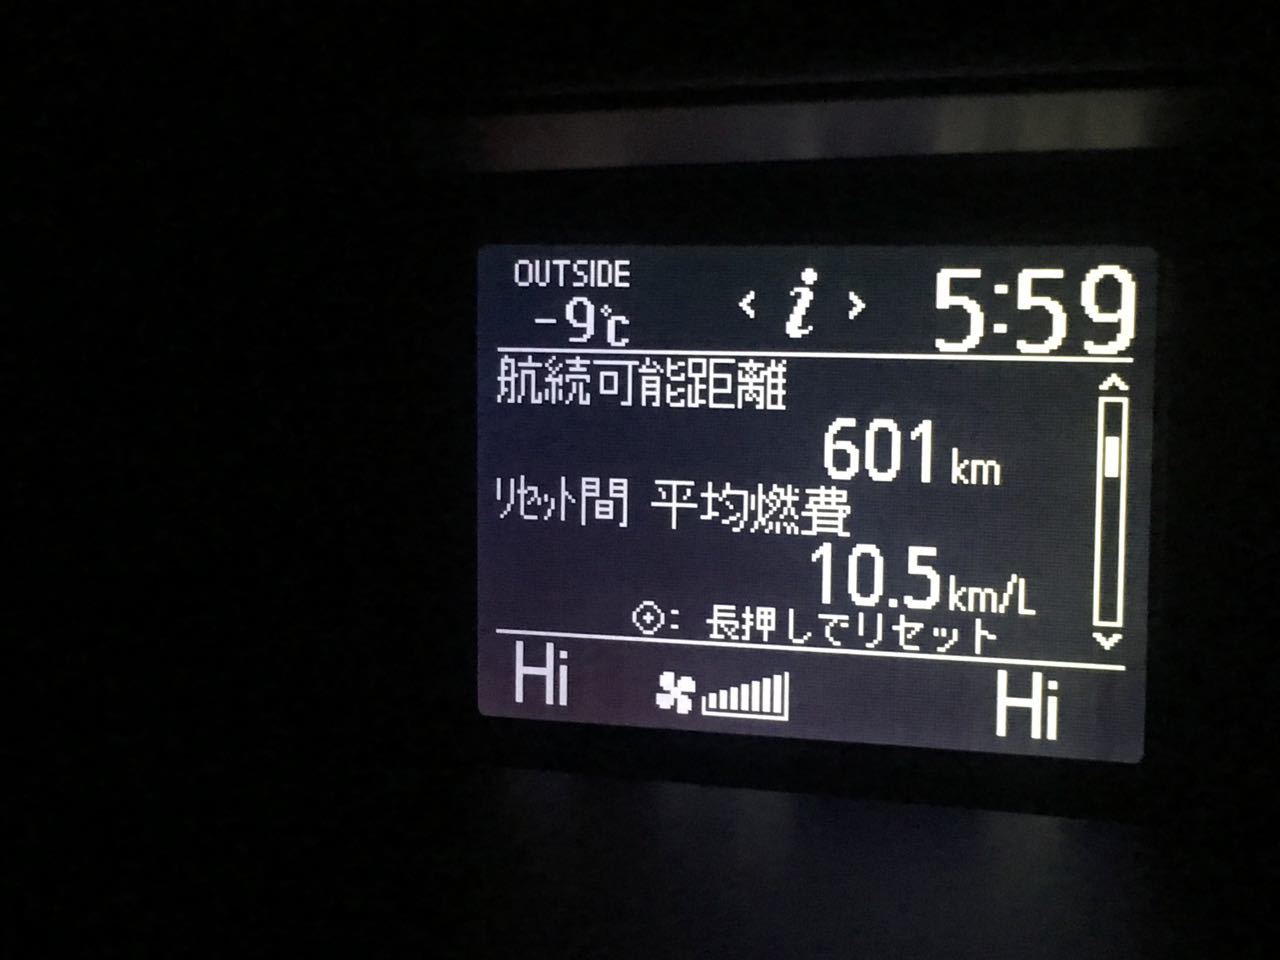 OUTSIDE
-9℃
< i >
5:59
航続可能距離
601 km
リセット間 平均燃費
10.5 km/L
: 長押しでリセット
Hi
Hi